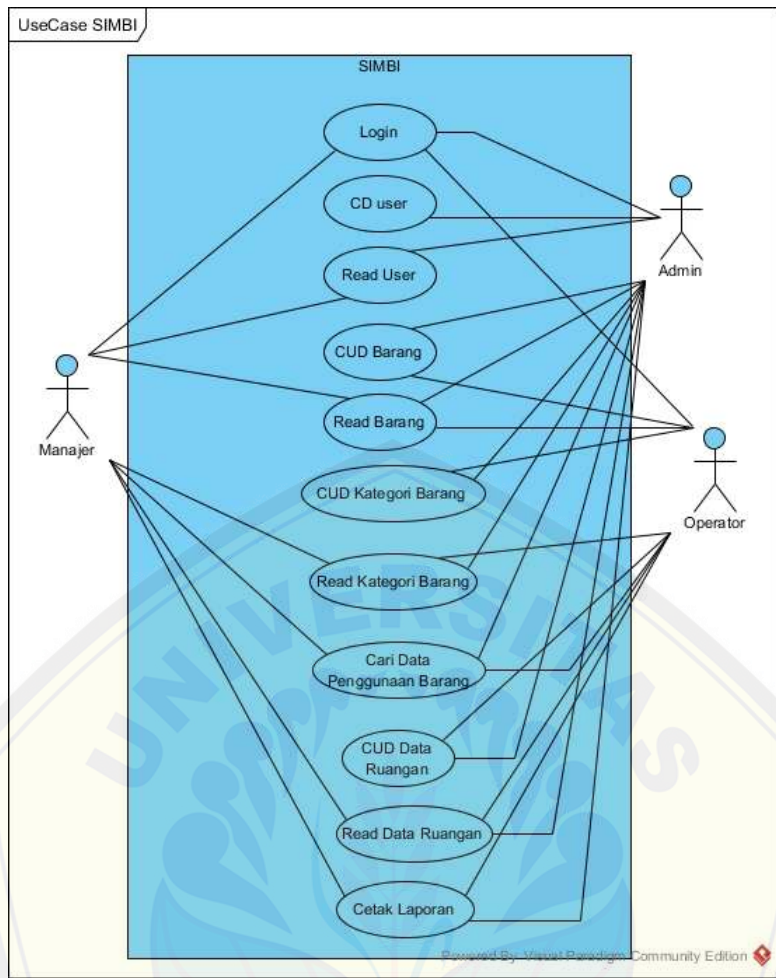 UseCase SIMBI
SIMBI
Login
CD user
Read User
Admin
CUD Barang
Read Barang
Manajer
CUD Kategori Barang
Operator
Read Kategori Barang
Cari Data
Penggunaan Barang
CUD Data
Ruangan
Read Data Ruangan
Cetak Laporan
Powered By Visual Paradigm Community Edition
UNIVERSITAS